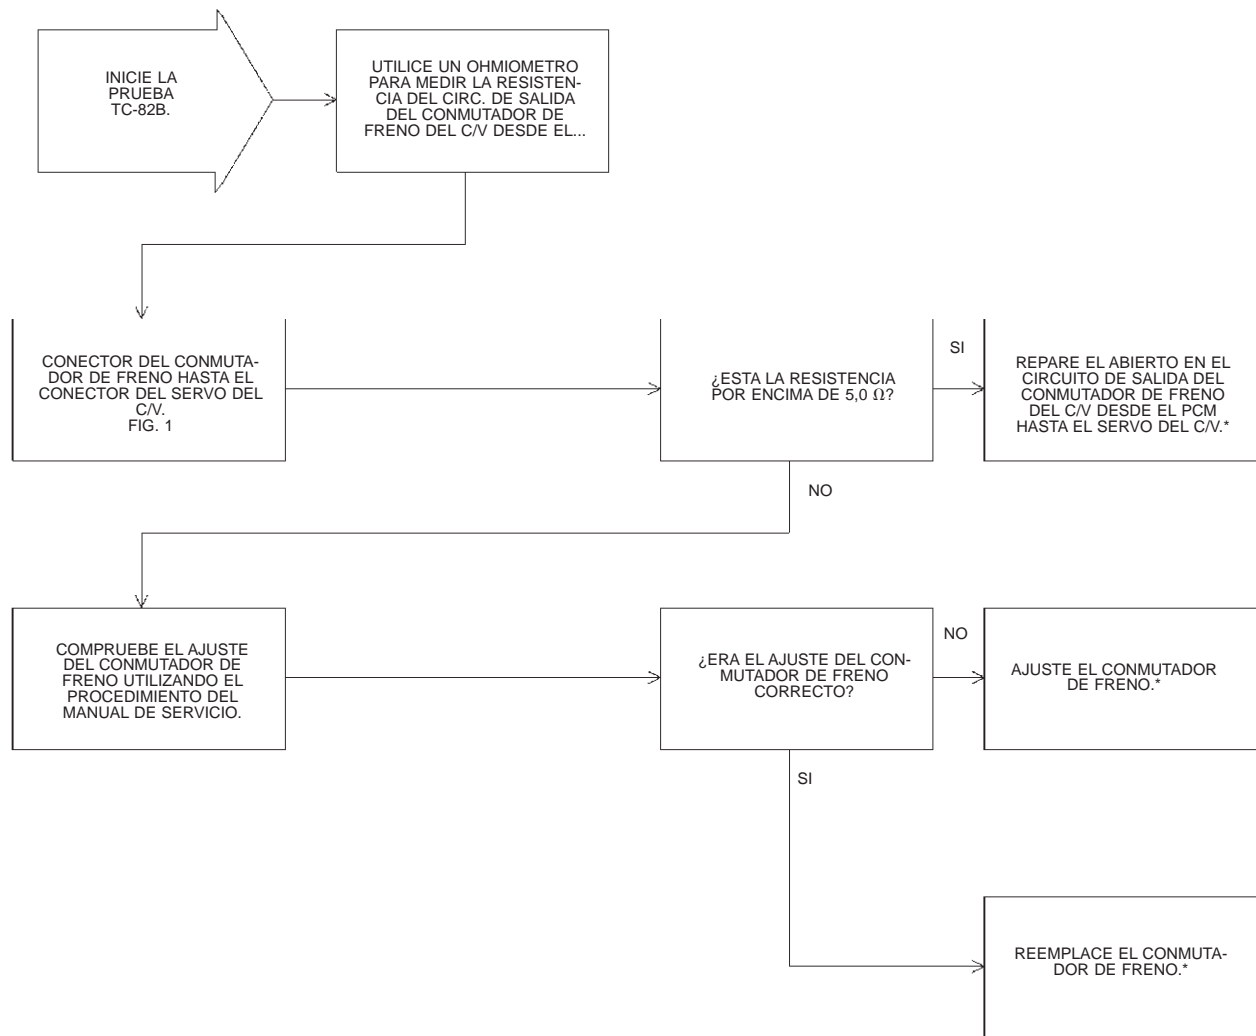 INICIE LA
PRUEBA
TC-82B.
UTILICE UN OHMIOMETRO
PARA MEDIR LA RESISTEN-
CIA DEL CIRC. DE SALIDA
DEL CONMUTADOR DE
FRENO DEL C/V DESDE EL...
CONECTOR DEL CONMUTA-
DOR DE FRENO HASTA EL
CONECTOR DEL SERVO DEL
C/V.
FIG. 1
¿ESTA LA RESISTENCIA
POR ENCIMA DE 5,0 Ω?
SI
REPARE EL ABIERTO EN EL
CIRCUITO DE SALIDA DEL
CONMUTADOR DE FRENO
DEL C/V DESDE EL PCM
HASTA EL SERVO DEL C/V.*
NO
COMPRUEBE EL AJUSTE
DEL CONMUTADOR DE
FRENO UTILIZANDO EL
PROCEDIMIENTO DEL
MANUAL DE SERVICIO.
¿ERA EL AJUSTE DEL CON-
MUTADOR DE FRENO
CORRECTO?
NO
AJUSTE EL CONMUTADOR
DE FRENO.*
SI
REEMPLACE EL CONMUTA-
DOR DE FRENO.*